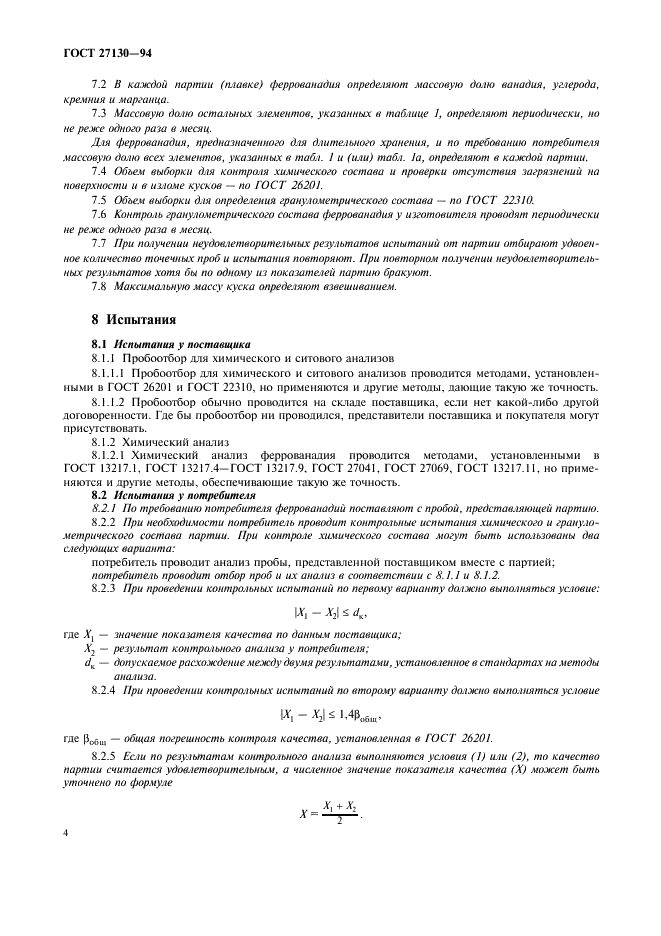 ГОСТ 27130—94
7.2 В каждой партии (плавке) феррованадия определяют массовую долю ванадия, углерода,
кремния и марганца.
7.3 Массовую долю остальных элементов, указанных в таблице 1, определяют периодически, но
не реже одного раза в месяц.
Для феррованадия, предназначенного для длительного хранения, и по требованию потребителя
массовую долю всех элементов, указанных в табл. 1 и (или) табл. 1а, определяют в каждой партии.
7.4 Объем выборки для контроля химического состава и проверки отсутствия загрязнений на
поверхности и в изломе кусков — по ГОСТ 26201.
7.5 Объем выборки для определения гранулометрического состава — по ГОСТ 22310.
7.6 Контроль гранулометрического состава феррованадия у изготовителя проводят периодически
не реже одного раза в месяц.
7.7 При получении неудовлетворительных результатов испытаний от партии отбирают удвоен-
ное количество точечных проб и испытания повторяют. При повторном получении неудовлетворитель-
ных результатов хотя бы по одному из показателей партию бракуют.
7.8 Максимальную массу куска определяют взвешиванием.
8 Испытания
8.1 Испытания у поставщика
8.1.1 Пробоотбор для химического и ситового анализов
8.1.1.1 Пробоотбор для химического и ситового анализов проводится методами, установлен-
ными в ГОСТ 26201 и ГОСТ 22310, но применяются и другие методы, дающие такую же точность.
8.1.1.2 Пробоотбор обычно проводится на складе поставщика, если нет какой-либо другой
договоренности. Где бы пробоотбор ни проводился, представители поставщика и покупателя могут
присутствовать.
8.1.2 Химический анализ
8.1.2.1 Химический анализ феррованадия проводится методами, установленными в
ГОСТ 13217.1, ГОСТ 13217.4—ГОСТ 13217.9, ГОСТ 27041, ГОСТ 27069, ГОСТ 13217.11, но приме-
няются и другие методы, обеспечивающие такую же точность.
8.2 Испытания у потребителя
8.2.1 По требованию потребителя феррованадий поставляют с пробой, представляющей партию.
8.2.2 При необходимости потребитель проводит контрольные испытания химического и грануло-
метрического состава партии. При контроле химического состава могут быть использованы два
следующих варианта:
потребитель проводит анализ пробы, представленной поставщиком вместе с партией;
потребитель проводит отбор проб и их анализ в соответствии с 8.1.1 и 8.1.2.
8.2.3 При проведении контрольных испытаний по первому варианту должно выполняться условие:
|X₁ — X₂| ≤ dк,
где X₁ — значение показателя качества по данным поставщика;
X₂ — результат контрольного анализа у потребителя;
dк — допускаемое расхождение между двумя результатами, установленное в стандартах на методы
анализа.
8.2.4 При проведении контрольных испытаний по второму варианту должно выполняться условие
|X₁ — X₂| ≤ 1,4βобщ,
где βобщ — общая погрешность контроля качества, установленная в ГОСТ 26201.
8.2.5 Если по результатам контрольного анализа выполняются условия (1) или (2), то качество
партии считается удовлетворительным, а численное значение показателя качества (X) может быть
уточнено по формуле
X = (X₁ + X₂)/2 .
4